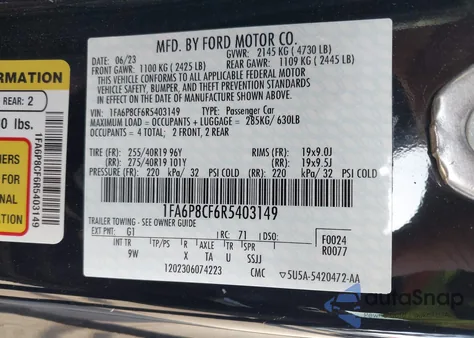 MFD. BY FORD MOTOR CO.
06/23 GVWR: 2145 KG ( 4730 LB)
FRONT GAWR: 1100 KG ( 2425 LB) REAR GAWR: 1109 KG ( 2445 LB)
THIS VEHICLE CONFORMS TO ALL APPLICABLE FEDERAL MOTOR
VEHICLE SAFETY, BUMPER, AND THEFT PREVENTION STANDARDS
IN EFFECT ON THE DATE OF MANUFACTURE SHOWN ABOVE.
VIN: 1FA6P8CF6R5403149 TYPE: Passenger Car
MAXIMUM LOAD = OCCUPANTS + LUGGAGE = 285KG/ 630LB
OCCUPANTS: 4 TOTAL; 2 FRONT, 2 REAR
TIRE (FR): 255/40R19 96Y RIMS (FR): 19x9.0J
TIRE (RR): 275/40R19 101Y RIMS (RR): 19x9.5J
PRESSURE (FR): 220 kPa/ 32 PSI COLD (RR): 220 kPa/ 32 PSI COLD
1FA6P8CF6R5403149
TRAILER TOWING - SEE OWNER GUIDE
EXT PNT: G1 RC: 71 DSO: F0024
INT TR TP/PS R AXLE TR SPR R0077
9W X U SSJJ
1202306074223 CMC 5U5A-5420472-AA
FORMATION
REAR: 2
0 lbs.
1FA6P8CF6R5403149
autoSnap